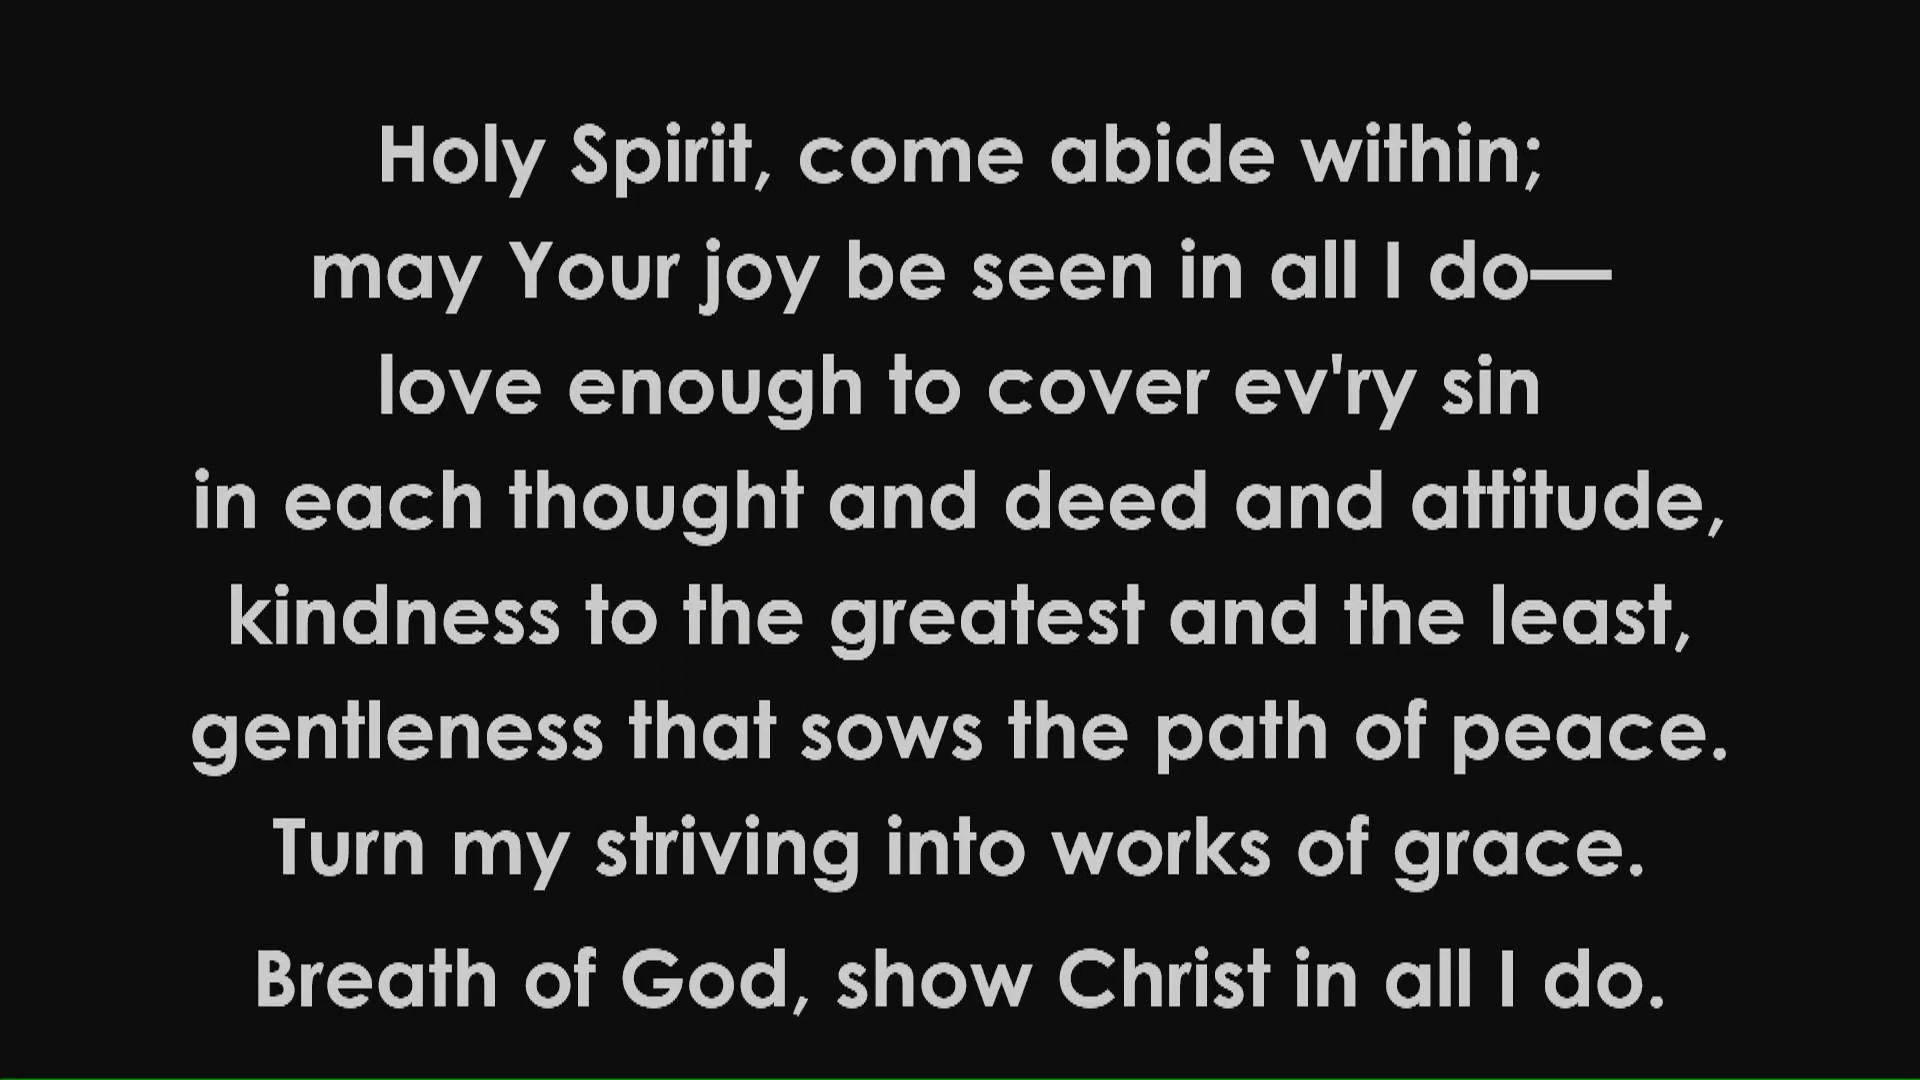 Holy Spirit, come abide within;
may Your joy be seen in all I do—
love enough to cover ev'ry sin
in each thought and deed and attitude,
kindness to the greatest and the least,
gentleness that sows the path of peace.
Turn my striving into works of grace.
Breath of God, show Christ in all I do.